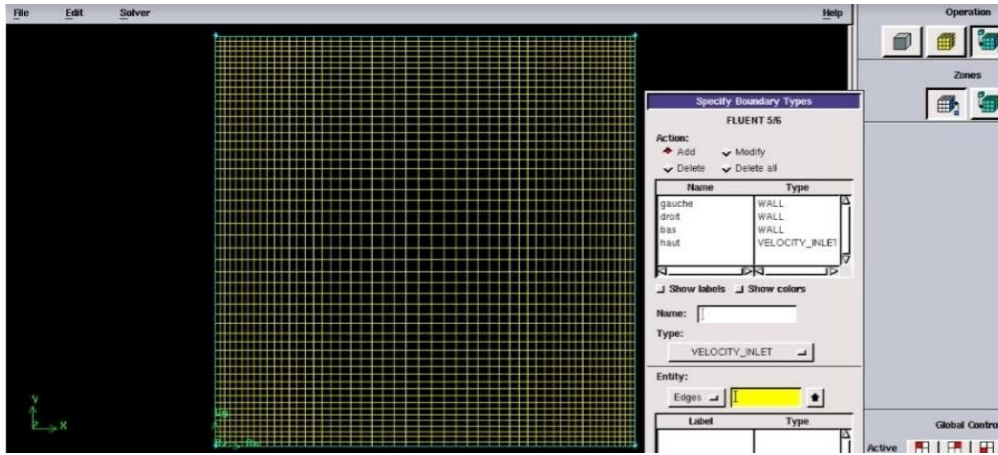 File Edit Solver Help
Operation
Zones
Specify Boundary Types
FLUENT 5/6
Action:
Add Modify
Delete Delete all
Name Type
gauche WALL
droit WALL
bas WALL
haut VELOCITY_INLET
Show labels Show colors
Name:
Type:
VELOCITY_INLET
Entity:
Edges
Label Type
Y
Z X
Global Contro
Active